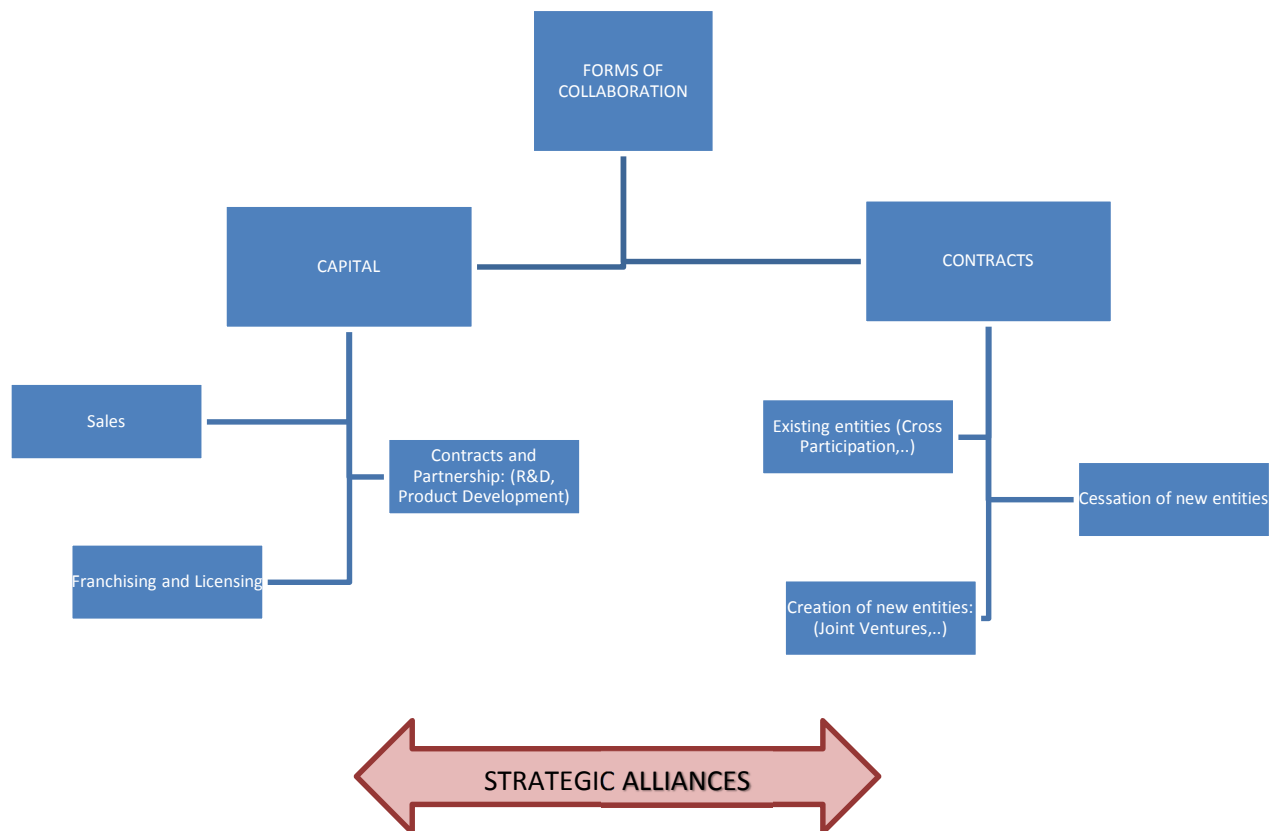 FORMS OF
COLLABORATION
CAPITAL
CONTRACTS
Sales
Contracts and
Partnership: (R&D,
Product Development)
Franchising and Licensing
Existing entities (Cross
Participation,..)
Cessation of new entities
Creation of new entities:
(Joint Ventures,..)
STRATEGIC ALLIANCES